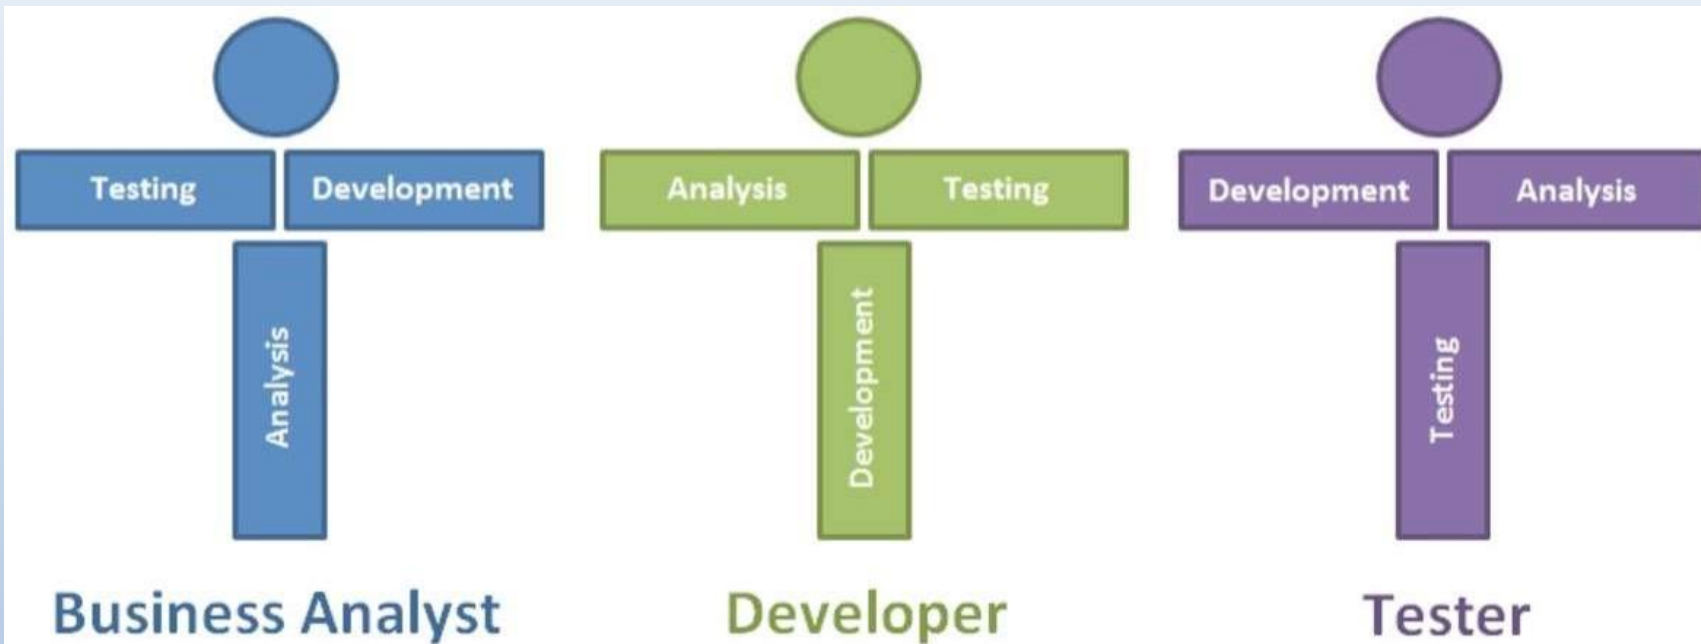 Testing Development
Analysis
Business Analyst
Analysis Testing
Development
Developer
Development Analysis
Testing
Tester